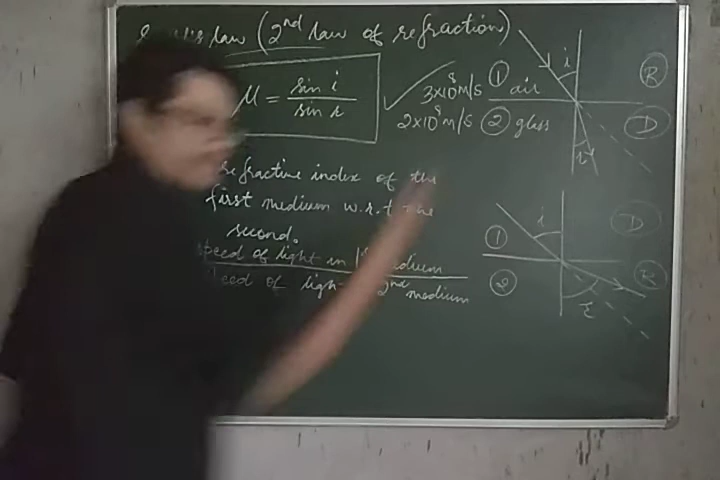 law (2nd law of refraction)
μ = sin i / sin r
3×10⁸ m/s ① air
2×10⁸ m/s ② glass
i
r
R
D
refractive index of the
first medium w.r.t the
second.
speed of light in 1st medium
speed of light 2nd medium
①
②
i
r
D
R